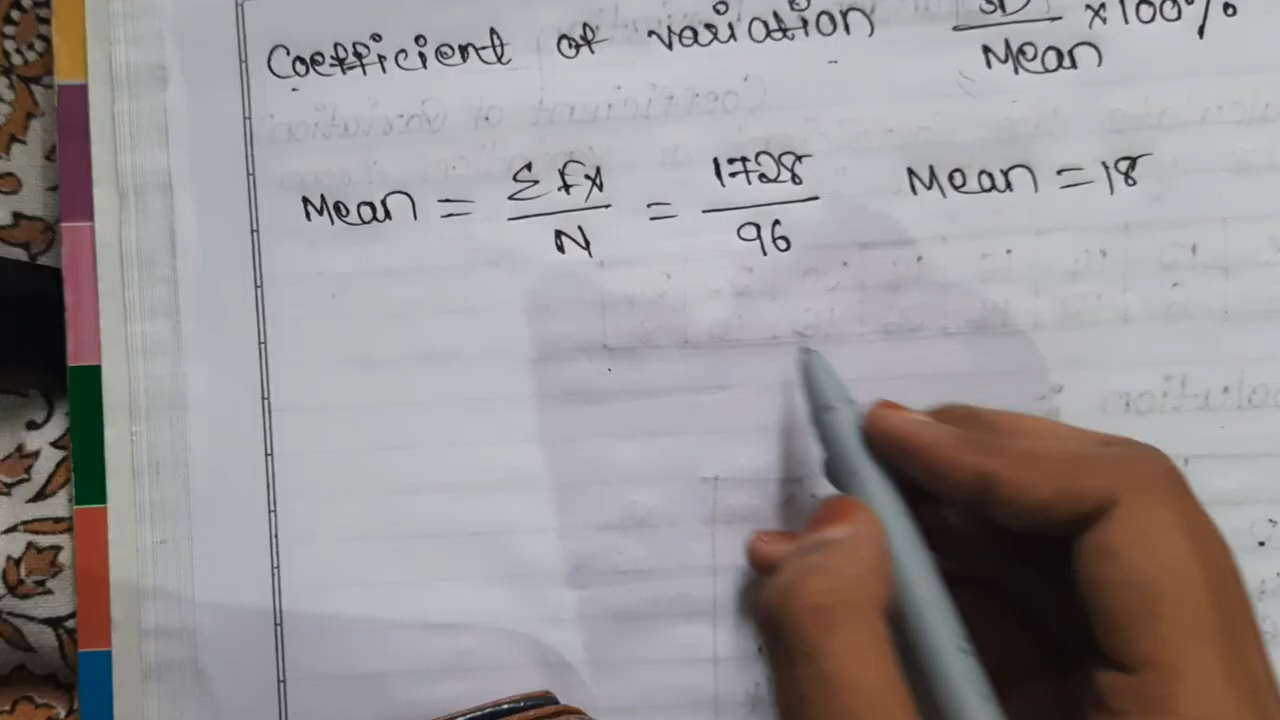 Coefficient of variation SD/Mean ×100%
Mean = Σfx/N = 1728/96 Mean = 18